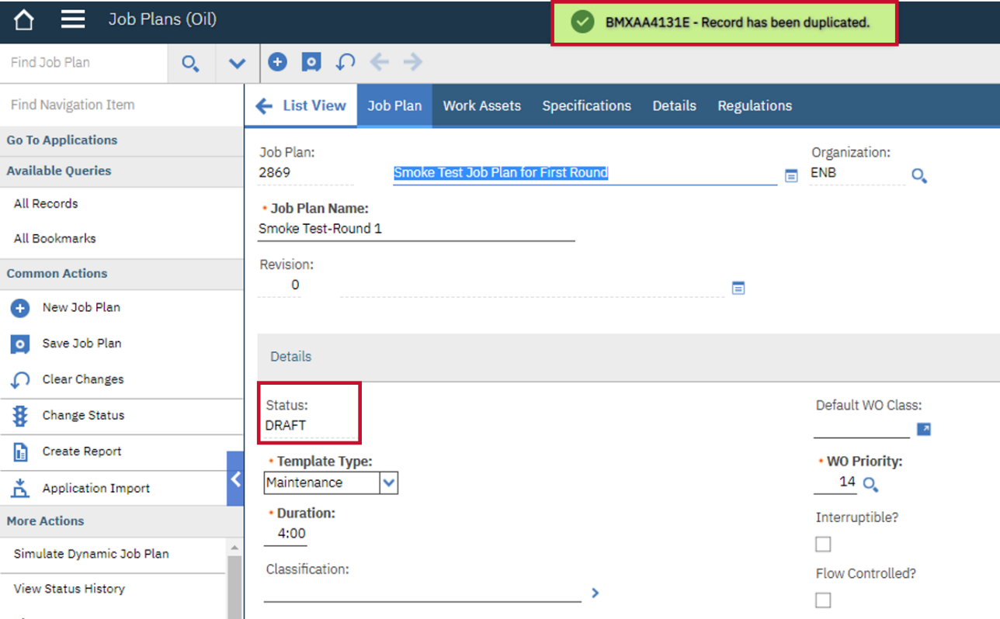 Job Plans (Oil)
BMXAA4131E - Record has been duplicated.
Find Job Plan
Find Navigation Item
List View
Job Plan
Work Assets
Specifications
Details
Regulations
Go To Applications
Available Queries
All Records
All Bookmarks
Common Actions
New Job Plan
Save Job Plan
Clear Changes
Change Status
Create Report
Application Import
More Actions
Simulate Dynamic Job Plan
View Status History
Job Plan:
2869
Smoke Test Job Plan for First Round
Organization:
ENB
Job Plan Name:
Smoke Test-Round 1
Revision:
0
Details
Status:
DRAFT
Default WO Class:
Template Type:
Maintenance
WO Priority:
14
Duration:
4:00
Interruptible?
Classification:
Flow Controlled?